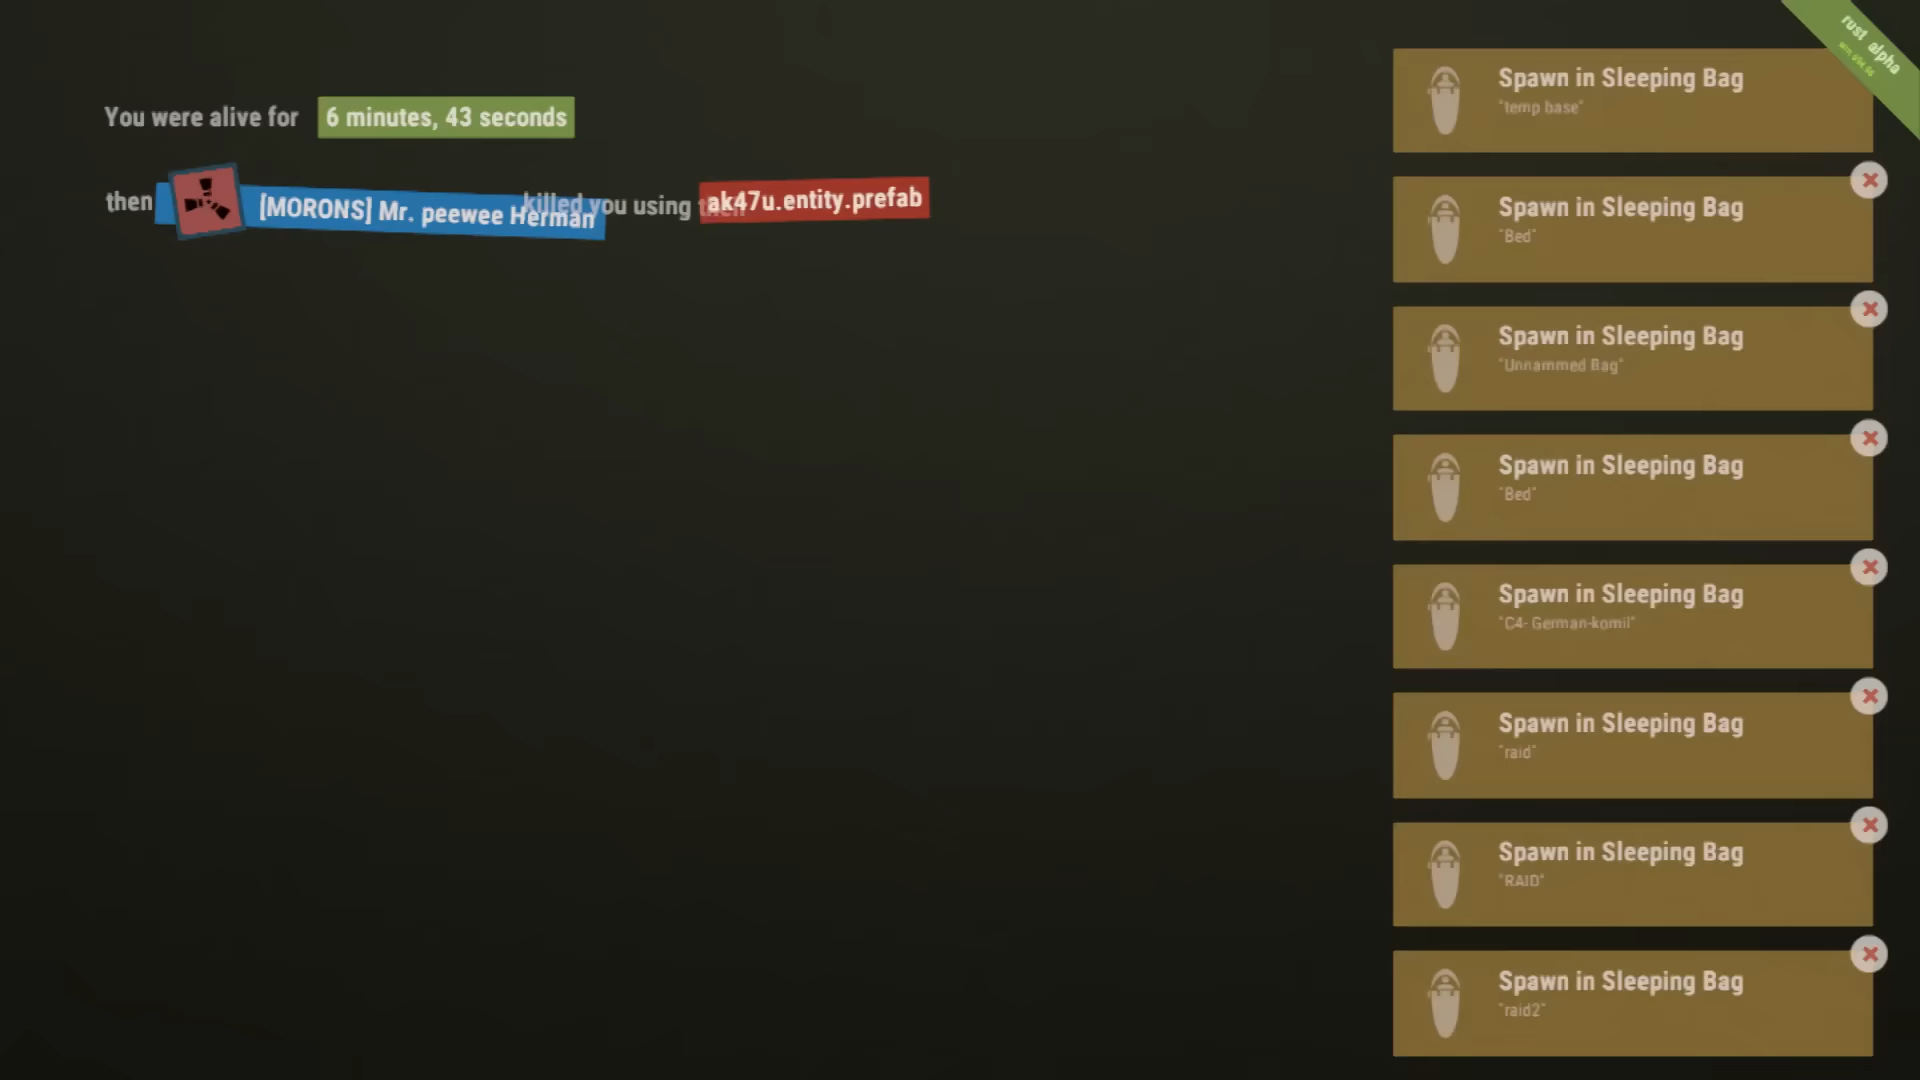 You were alive for 6 minutes, 43 seconds
then [MORONS] Mr. peewee Herman killed you using ak47u.entity.prefab then
rust alpha
Spawn in Sleeping Bag
"temp base"
Spawn in Sleeping Bag
"Bed"
Spawn in Sleeping Bag
"Unnammed Bag"
Spawn in Sleeping Bag
"Bed"
Spawn in Sleeping Bag
"C4- German-komil"
Spawn in Sleeping Bag
"raid"
Spawn in Sleeping Bag
"RAID"
Spawn in Sleeping Bag
"raid2"